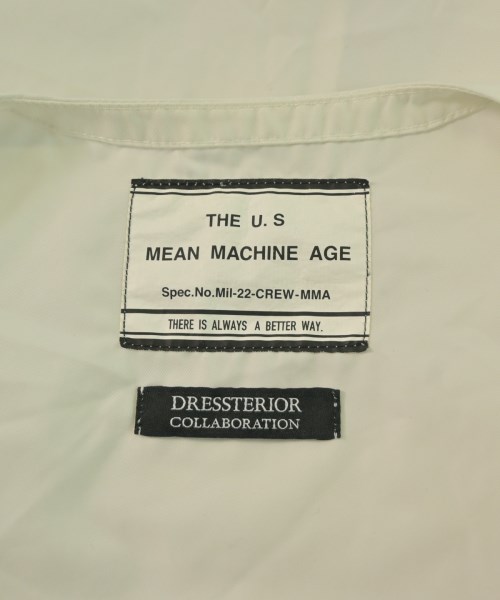 THE U. S
MEAN MACHINE AGE
Spec.No.Mil-22-CREW-MMA
THERE IS ALWAYS A BETTER WAY.
DRESSTERIOR
COLLABORATION